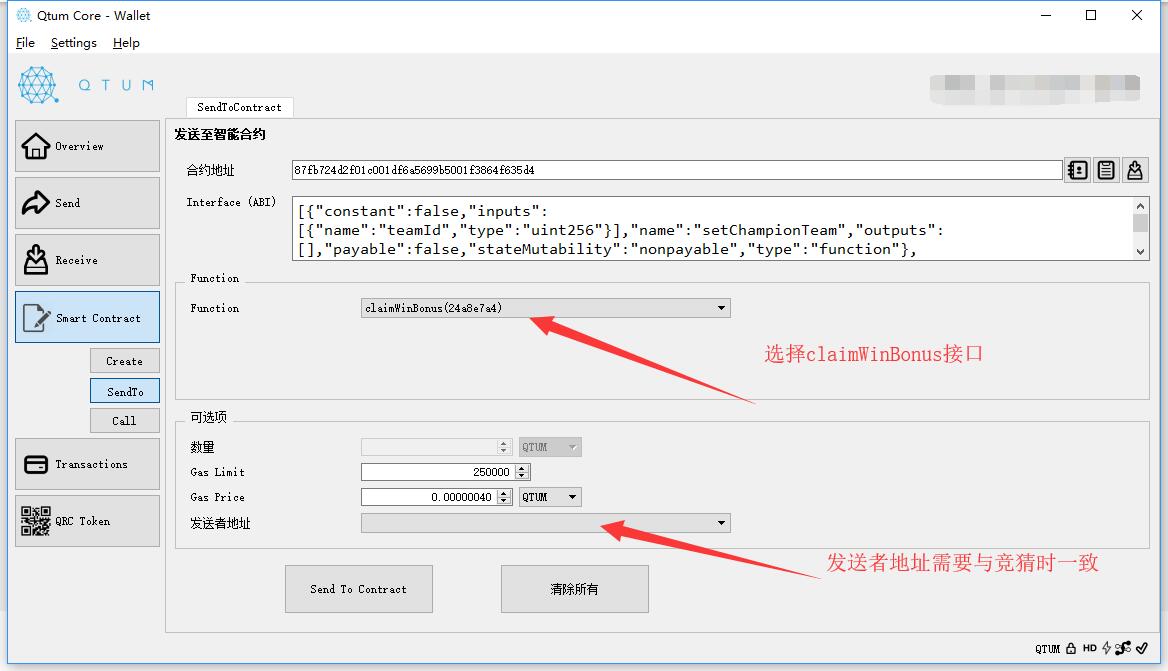 Qtum Core - Wallet
File Settings Help
QTUM
SendToContract
发送至智能合约
Overview
合约地址
87fb724d2f01c001df6a5699b5001f3864f635d4
Interface (ABI)
[{"constant":false,"inputs":
[{"name":"teamId","type":"uint256"}],"name":"setChampionTeam","outputs":
[],"payable":false,"stateMutability":"nonpayable","type":"function"},
Send
Receive
Function
Function
claimWinBonus(24a8e7a4)
选择claimWinBonus接口
Smart Contract
Create
SendTo
Call
可选项
数量
QTUM
Gas Limit
250000
Gas Price
0.00000040
QTUM
发送者地址
发送者地址需要与竞猜时一致
Transactions
QRC Token
Send To Contract
清除所有
QTUM
HD